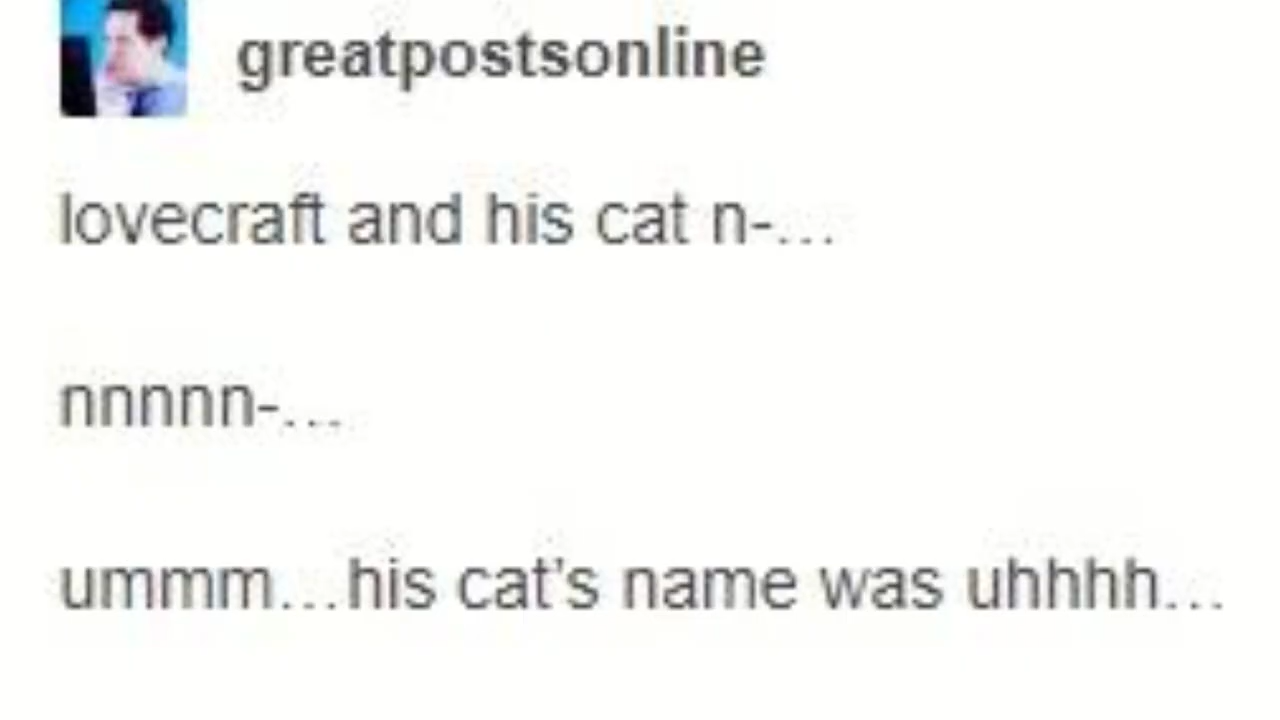 greatpostsonline
lovecraft and his cat n-...
nnnnn-...
ummm...his cat's name was uhhhh...